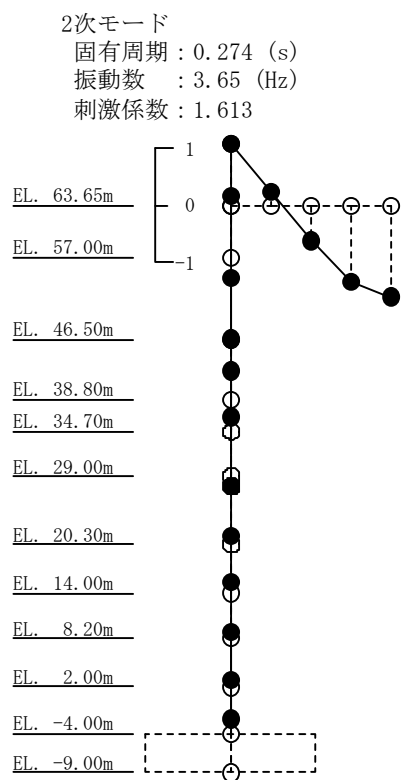 2次モード
固有周期：0.274 (s)
振動数　：3.65 (Hz)
刺激係数：1.613
1
EL. 63.65m
0
EL. 57.00m
-1
EL. 46.50m
EL. 38.80m
EL. 34.70m
EL. 29.00m
EL. 20.30m
EL. 14.00m
EL. 8.20m
EL. 2.00m
EL. -4.00m
EL. -9.00m